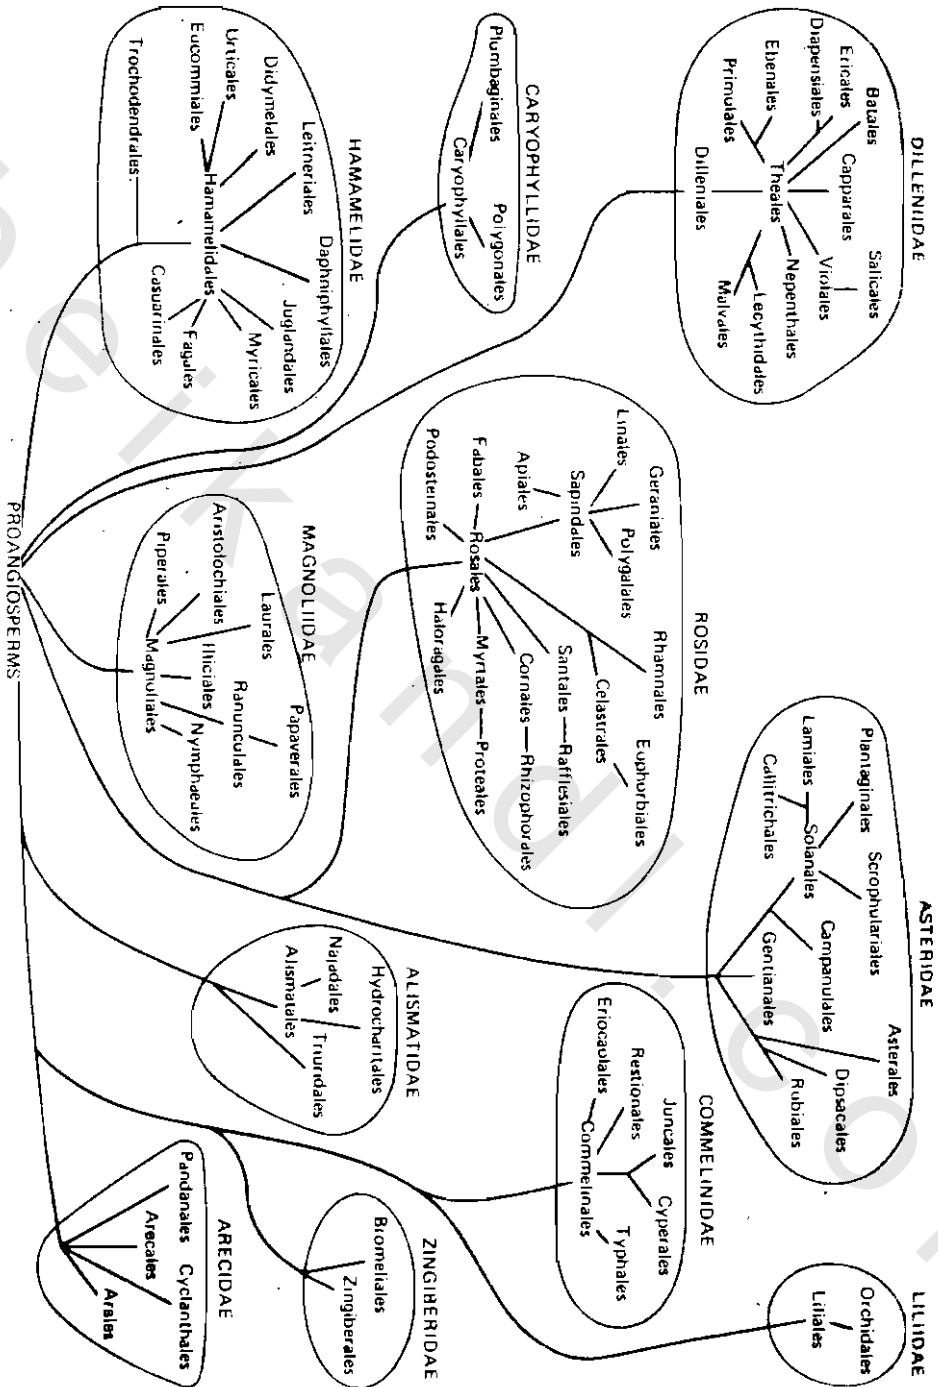 DILLENIIDAE
Batales
Ericales
Diapensiales
Ebenales
Primulales
Capparales
Salicales
Violales
Theales
Nepenthales
Lecythidales
Malvales
Dilleniales
CARYOPHYLLIDAE
Plumbaginales
Polygonales
Caryophyllales
HAMAMELIDAE
Leitneriales
Didymelales
Urticales
Eucommiales
Trochodendrales
Daphniphyllales
Juglandales
Myricales
Hamamelidales
Fagales
Casuarinales
ROSIDAE
Geraniales
Linales
Polygalales
Sapindales
Apiales
Rhamnales
Euphorbiales
Celastrales
Santales
Rafflesiales
Fabales
Rosales
Cornales
Rhizophorales
Podostemales
Myrtales
Proteales
Haloragales
MAGNOLIIDAE
Laurales
Aristolochiales
Piperales
Papaverales
Ranunculales
Illiciales
Nymphaeales
Magnoliales
ASTERIDAE
Plantaginales
Scrophulariales
Lamiales
Solanales
Callitrichales
Campanulales
Gentianales
Asterales
Dipsacales
Rubiales
ALISMATIDAE
Hydrocharitales
Najadales
Alismatales
Triuridales
COMMELINIDAE
Juncales
Cyperales
Restionales
Eriocaulales
Commelinales
Typhales
ZINGIBERIDAE
Bromeliales
Zingiberales
ARECIDAE
Pandanales
Cyclanthales
Arecales
Arales
LILIIDAE
Orchidales
Liliales
PROANGIOSPERMS